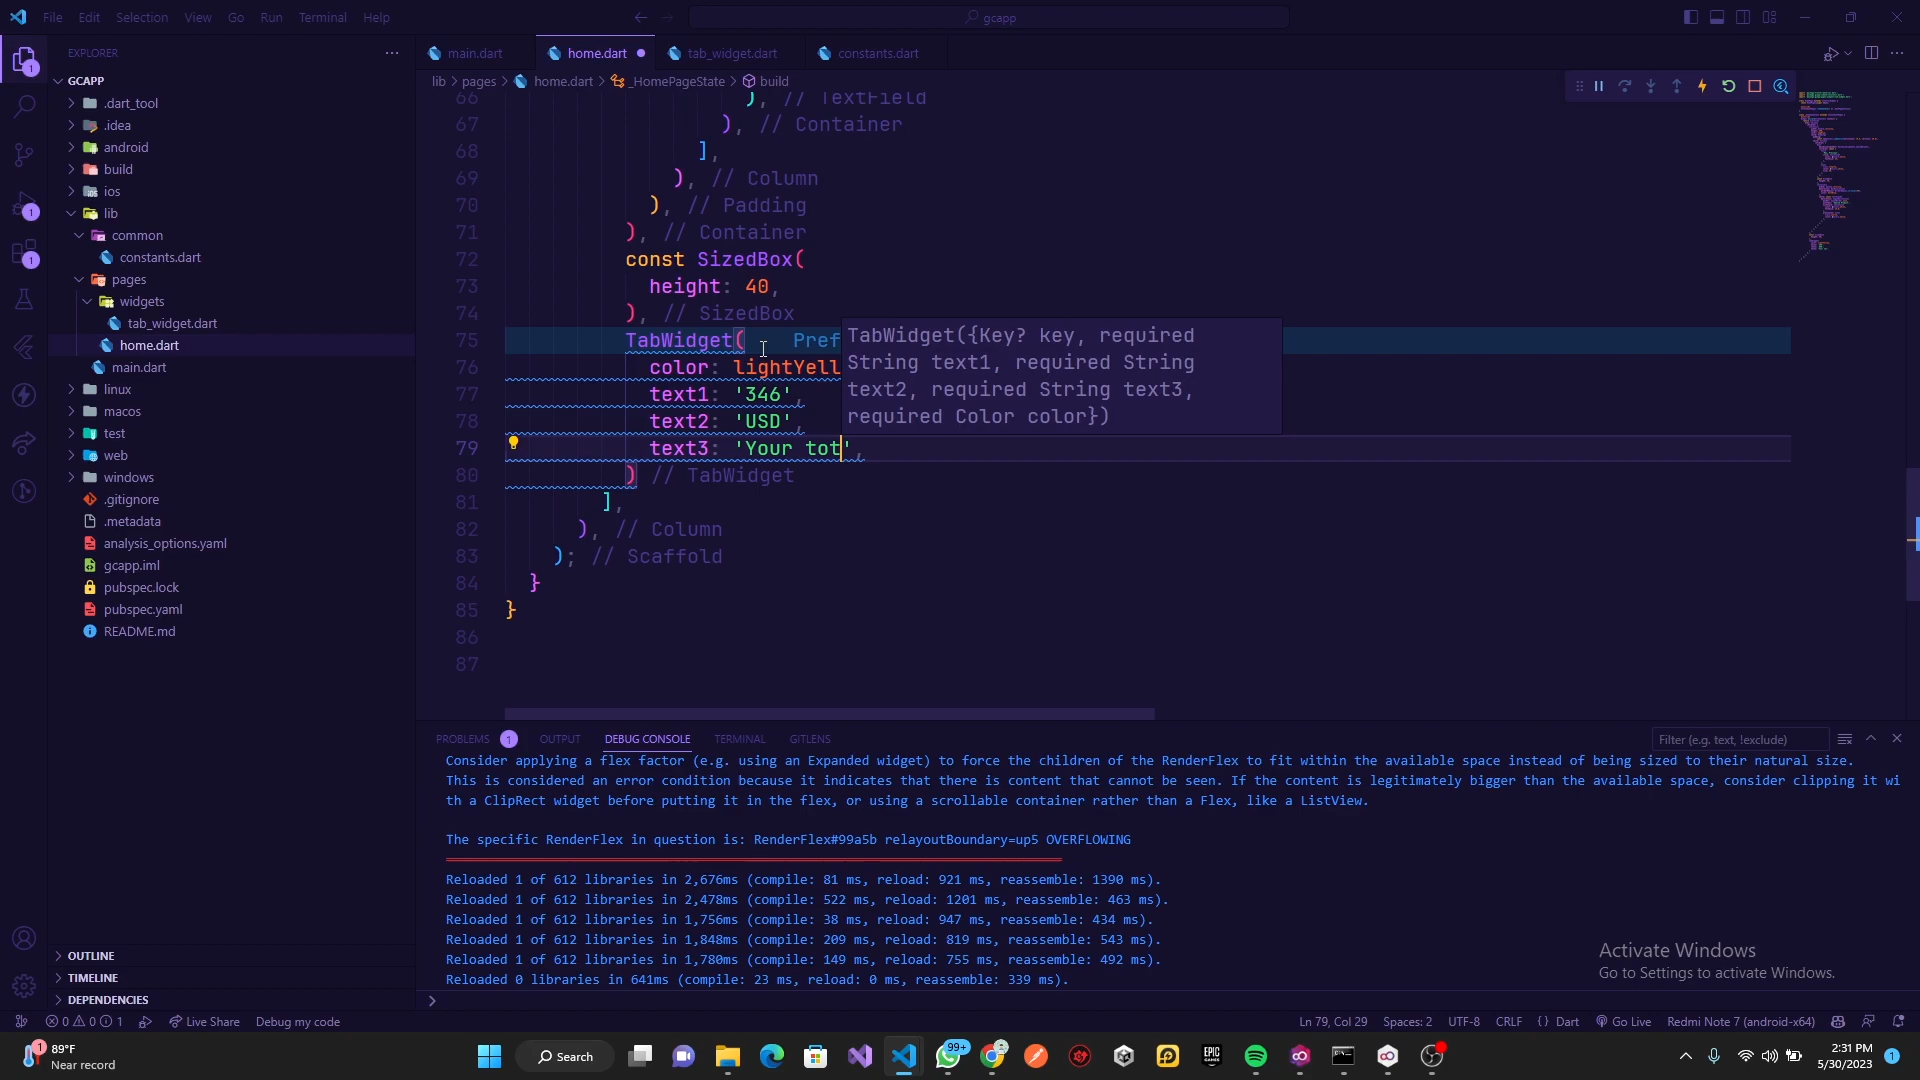 File Edit Selection View Go Run Terminal Help
gcapp
EXPLORER
main.dart
home.dart
tab_widget.dart
constants.dart
lib > pages > home.dart > _HomePageState > build
GCAPP
.dart_tool
.idea
android
build
ios
lib
common
constants.dart
pages
widgets
tab_widget.dart
home.dart
main.dart
linux
macos
test
web
windows
.gitignore
.metadata
analysis_options.yaml
gcapp.iml
pubspec.lock
pubspec.yaml
README.md
OUTLINE
TIMELINE
DEPENDENCIES
66 ), // TextField
67 ), // Container
68 ],
69 ), // Column
70 ), // Padding
71 ), // Container
72 const SizedBox(
73 height: 40,
74 ), // SizedBox
75 TabWidget( Pref
76 color: lightYell
77 text1: '346',
78 text2: 'USD',
79 text3: 'Your tot',
80 ) // TabWidget
81 ],
82 ), // Column
83 ); // Scaffold
84 }
85 }
86
87
TabWidget({Key? key, required
String text1, required String
text2, required String text3,
required Color color})
PROBLEMS 1 OUTPUT DEBUG CONSOLE TERMINAL GITLENS
Filter (e.g. text, !exclude)
Consider applying a flex factor (e.g. using an Expanded widget) to force the children of the RenderFlex to fit within the available space instead of being sized to their natural size.
This is considered an error condition because it indicates that there is content that cannot be seen. If the content is legitimately bigger than the available space, consider clipping it wi
th a ClipRect widget before putting it in the flex, or using a scrollable container rather than a Flex, like a ListView.
The specific RenderFlex in question is: RenderFlex#99a5b relayoutBoundary=up5 OVERFLOWING
Reloaded 1 of 612 libraries in 2,676ms (compile: 81 ms, reload: 921 ms, reassemble: 1390 ms).
Reloaded 1 of 612 libraries in 2,478ms (compile: 522 ms, reload: 1201 ms, reassemble: 463 ms).
Reloaded 1 of 612 libraries in 1,756ms (compile: 38 ms, reload: 947 ms, reassemble: 434 ms).
Reloaded 1 of 612 libraries in 1,848ms (compile: 209 ms, reload: 819 ms, reassemble: 543 ms).
Reloaded 1 of 612 libraries in 1,780ms (compile: 149 ms, reload: 755 ms, reassemble: 492 ms).
Reloaded 0 libraries in 641ms (compile: 23 ms, reload: 0 ms, reassemble: 339 ms).
Activate Windows
Go to Settings to activate Windows.
0 0 1 Live Share Debug my code
Ln 79, Col 29 Spaces: 2 UTF-8 CRLF { } Dart Go Live Redmi Note 7 (android-x64)
89°F
Near record
Search
99+
EPIC GAMES
2:31 PM
5/30/2023
1